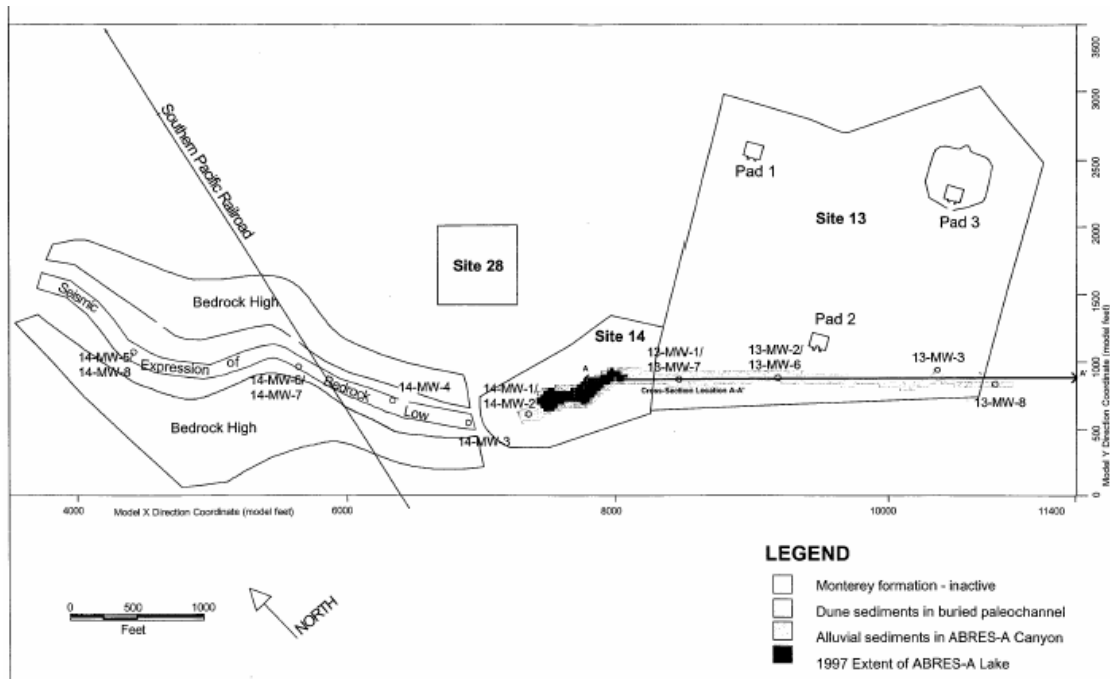 3500
3000
2500
2000
1500
1000
500
0
Model Y Direction Coordinate (model feet)
Southern Pacific Railroad
Pad 1
Pad 3
Site 13
Site 28
Bedrock High
Seismic Expression of Bedrock Low
Site 14
Pad 2
13-MW-1/
13-MW-7
13-MW-2/
13-MW-6
13-MW-3
A
A'
14-MW-5/
14-MW-8
14-MW-6/
14-MW-7
14-MW-4
14-MW-1/
14-MW-2
Cross-Section Location A-A'
13-MW-8
Bedrock High
14-MW-3
4000
Model X Direction Coordinate (model feet)
6000
8000
10000
11400
LEGEND
Monterey formation - inactive
Dune sediments in buried paleochannel
Alluvial sediments in ABRES-A Canyon
1997 Extent of ABRES-A Lake
0 500 1000
Feet
NORTH